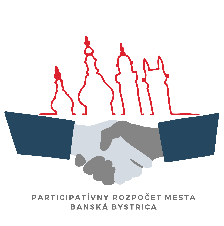 PARTICIPATÍVNY ROZPOČET MESTA
BANSKÁ BYSTRICA